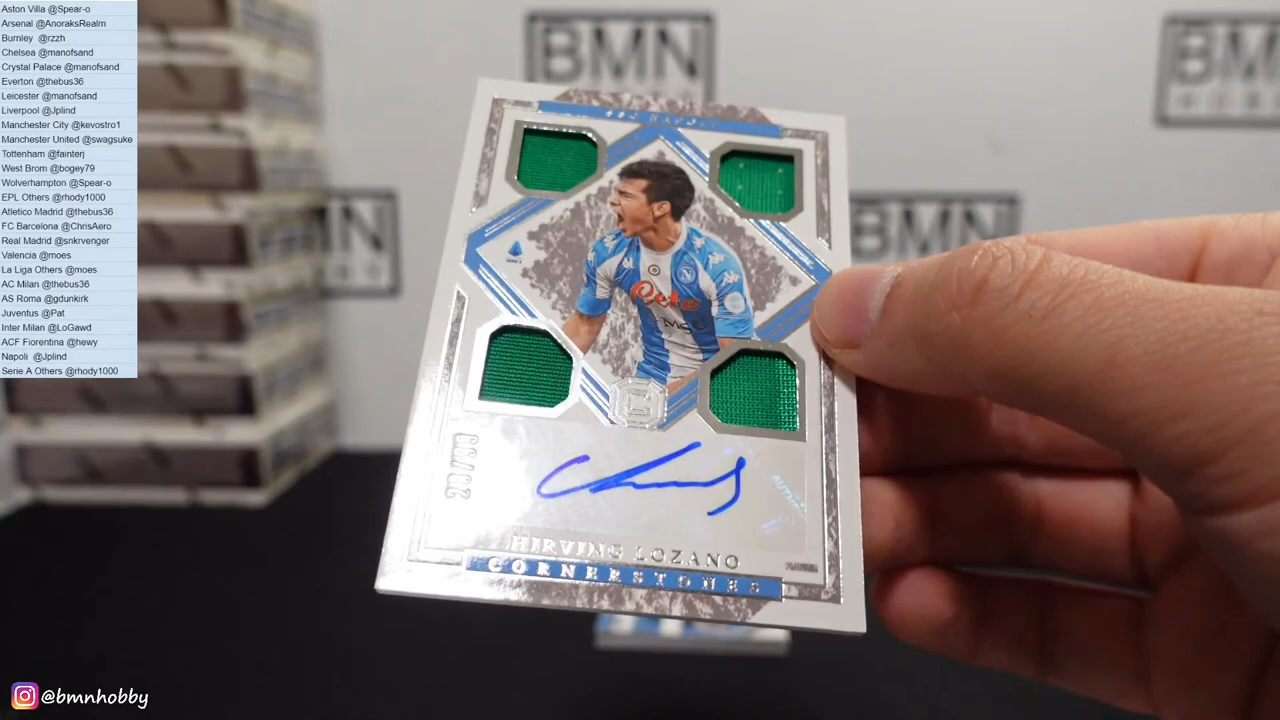 Aston Villa @Spear-o
Arsenal @AnoraksRealm
Burnley @rzzh
Chelsea @manofsand
Crystal Palace @manofsand
Everton @thebus36
Leicester @manofsand
Liverpool @Jplind
Manchester City @kevostro1
Manchester United @swagsuke
Tottenham @fainterj
West Brom @bogey79
Wolverhampton @Spear-o
EPL Others @rhody1000
Atletico Madrid @thebus36
FC Barcelona @ChrisAero
Real Madrid @snkrvenger
Valencia @moes
La Liga Others @moes
AC Milan @thebus36
AS Roma @gdunkirk
Juventus @Pat
Inter Milan @LoGawd
ACF Fiorentina @hewy
Napoli @Jplind
Serie A Others @rhody1000
BMN
BMN
BMN
HIRVING LOZANO
CORNERSTONES
@bmnhobby